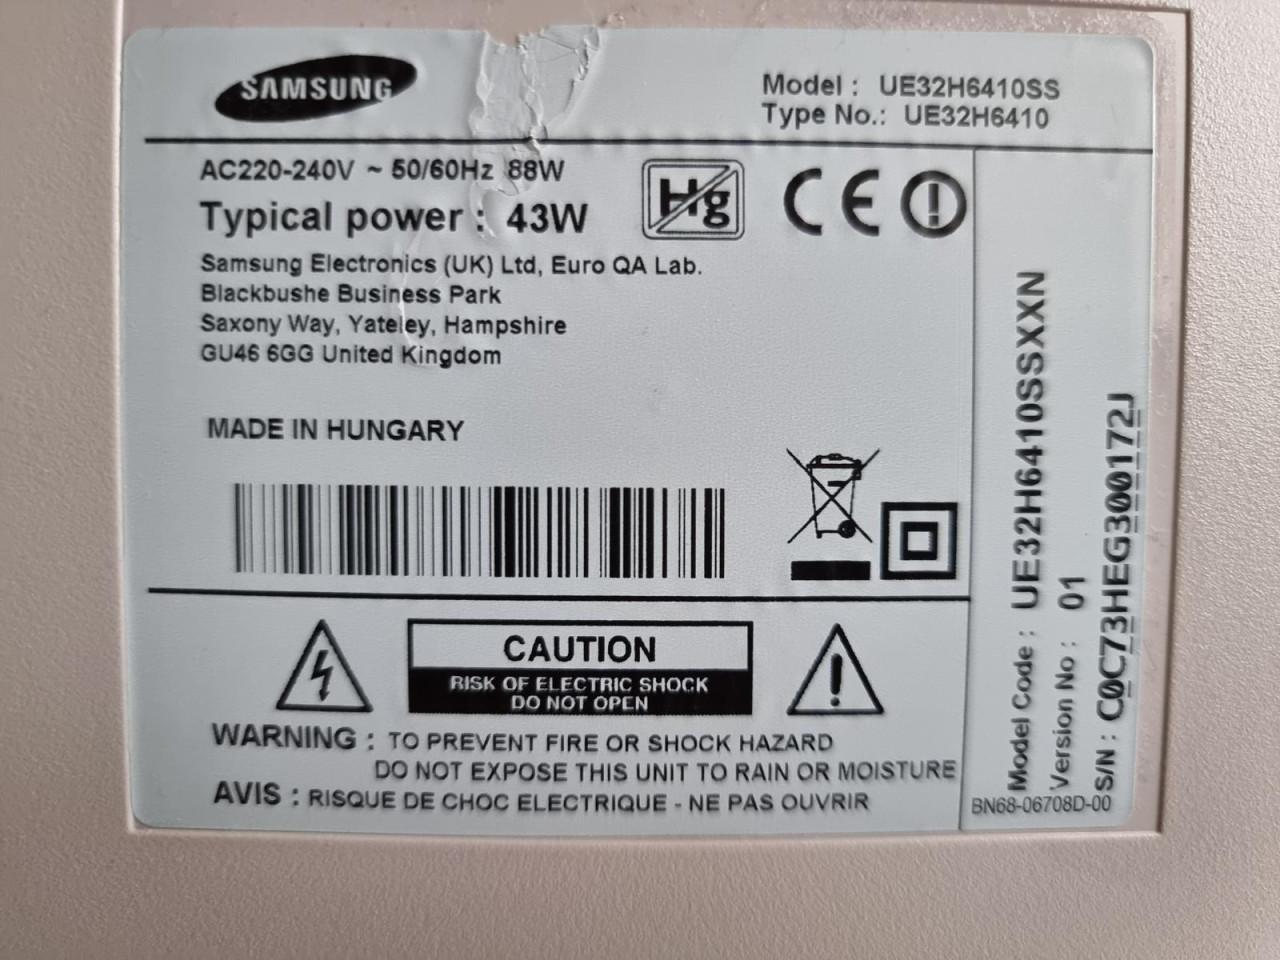 SAMSUNG
Model : UE32H6410SS
Type No.: UE32H6410
AC220-240V ~ 50/60Hz 88W
Typical power : 43W
Hg
CE
Samsung Electronics (UK) Ltd, Euro QA Lab.
Blackbushe Business Park
Saxony Way, Yateley, Hampshire
GU46 6GG United Kingdom
MADE IN HUNGARY
CAUTION
RISK OF ELECTRIC SHOCK
DO NOT OPEN
WARNING : TO PREVENT FIRE OR SHOCK HAZARD
DO NOT EXPOSE THIS UNIT TO RAIN OR MOISTURE
AVIS : RISQUE DE CHOC ELECTRIQUE - NE PAS OUVRIR
Model Code : UE32H6410SSXXN
Version No : 01
S/N : C0C73HEG300172J
BN68-06708D-00